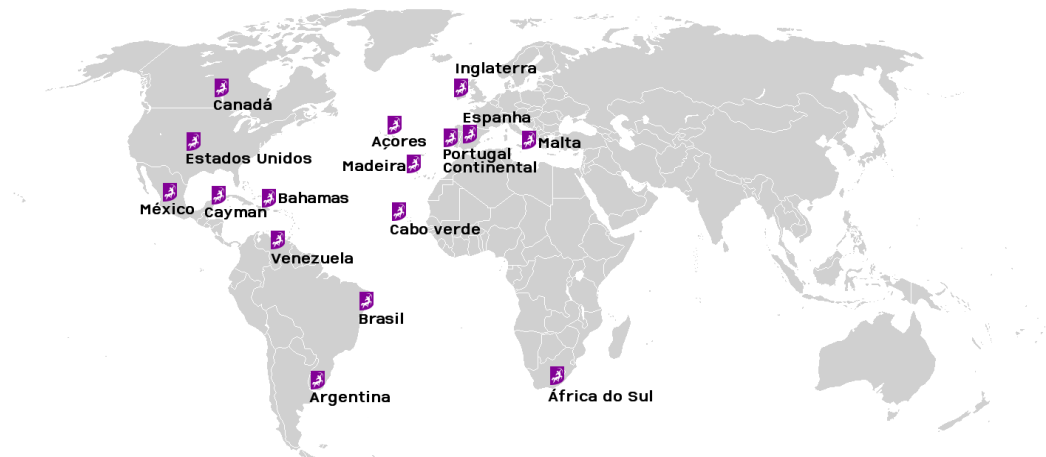 Inglaterra
Canadá
Espanha
Açores
Malta
Portugal
Continental
Estados Unidos
Madeira
Bahamas
México
Cayman
Cabo verde
Venezuela
Brasil
Argentina
África do Sul